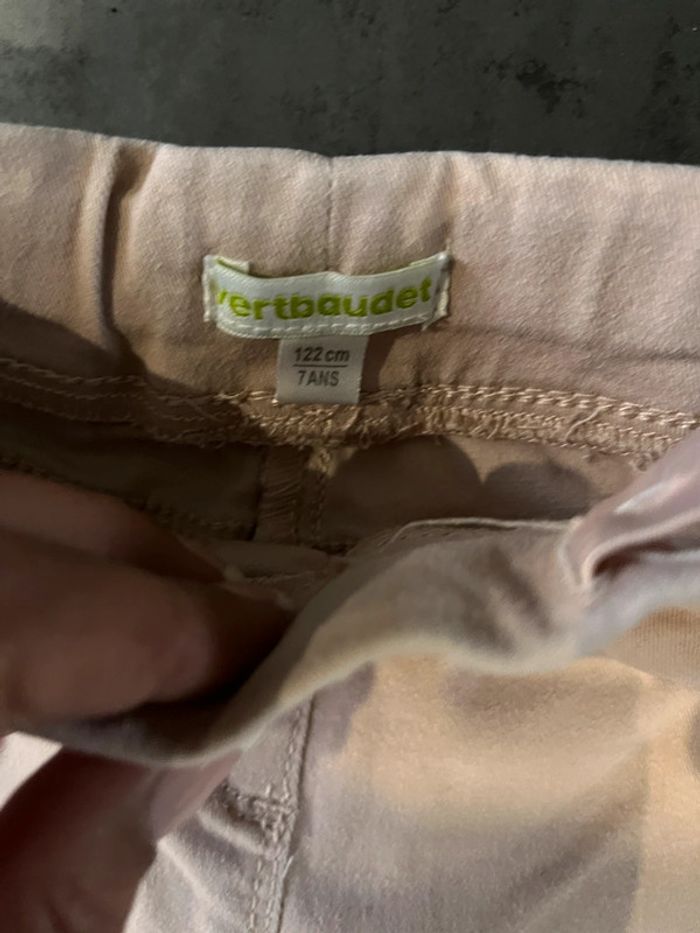 vertbaudet
122 cm
7 ANS